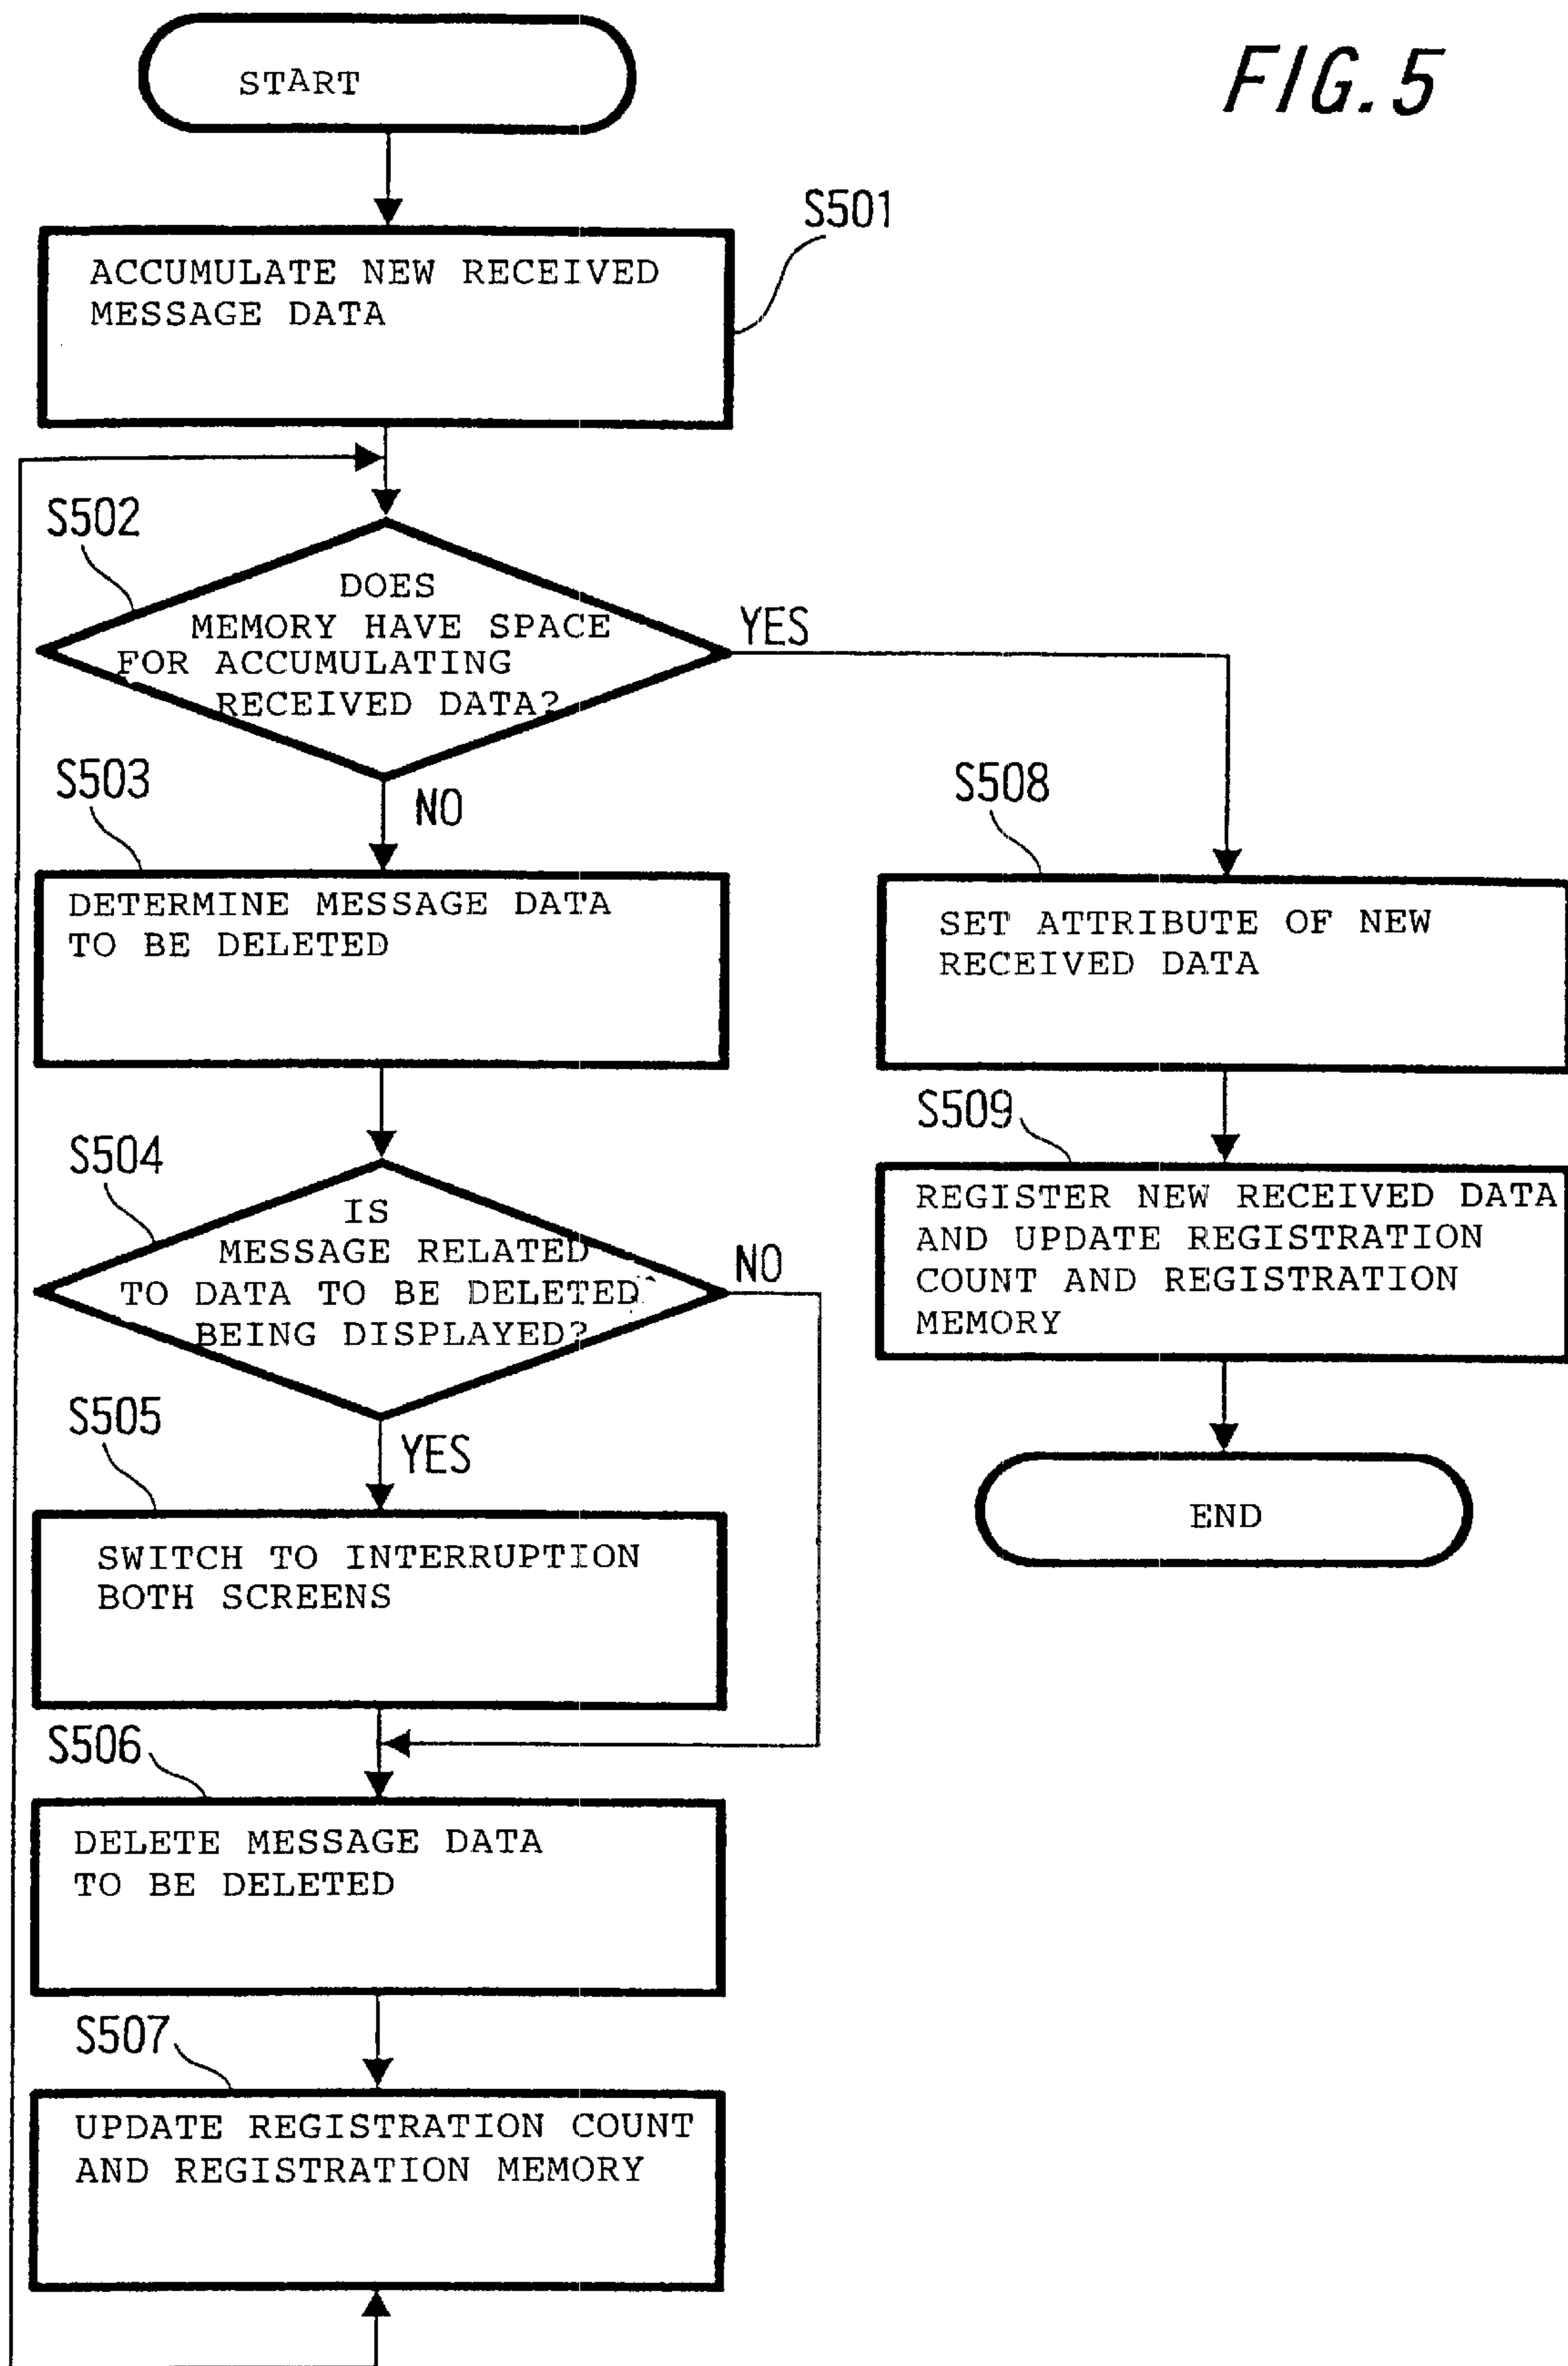 FIG. 5
START
S501
ACCUMULATE NEW RECEIVED
MESSAGE DATA
S502
DOES
MEMORY HAVE SPACE
FOR ACCUMULATING
RECEIVED DATA?
YES
NO
S503
DETERMINE MESSAGE DATA
TO BE DELETED
S504
IS
MESSAGE RELATED
TO DATA TO BE DELETED
BEING DISPLAYED?
NO
YES
S505
SWITCH TO INTERRUPTION
BOTH SCREENS
S506
DELETE MESSAGE DATA
TO BE DELETED
S507
UPDATE REGISTRATION COUNT
AND REGISTRATION MEMORY
S508
SET ATTRIBUTE OF NEW
RECEIVED DATA
S509
REGISTER NEW RECEIVED DATA
AND UPDATE REGISTRATION
COUNT AND REGISTRATION
MEMORY
END